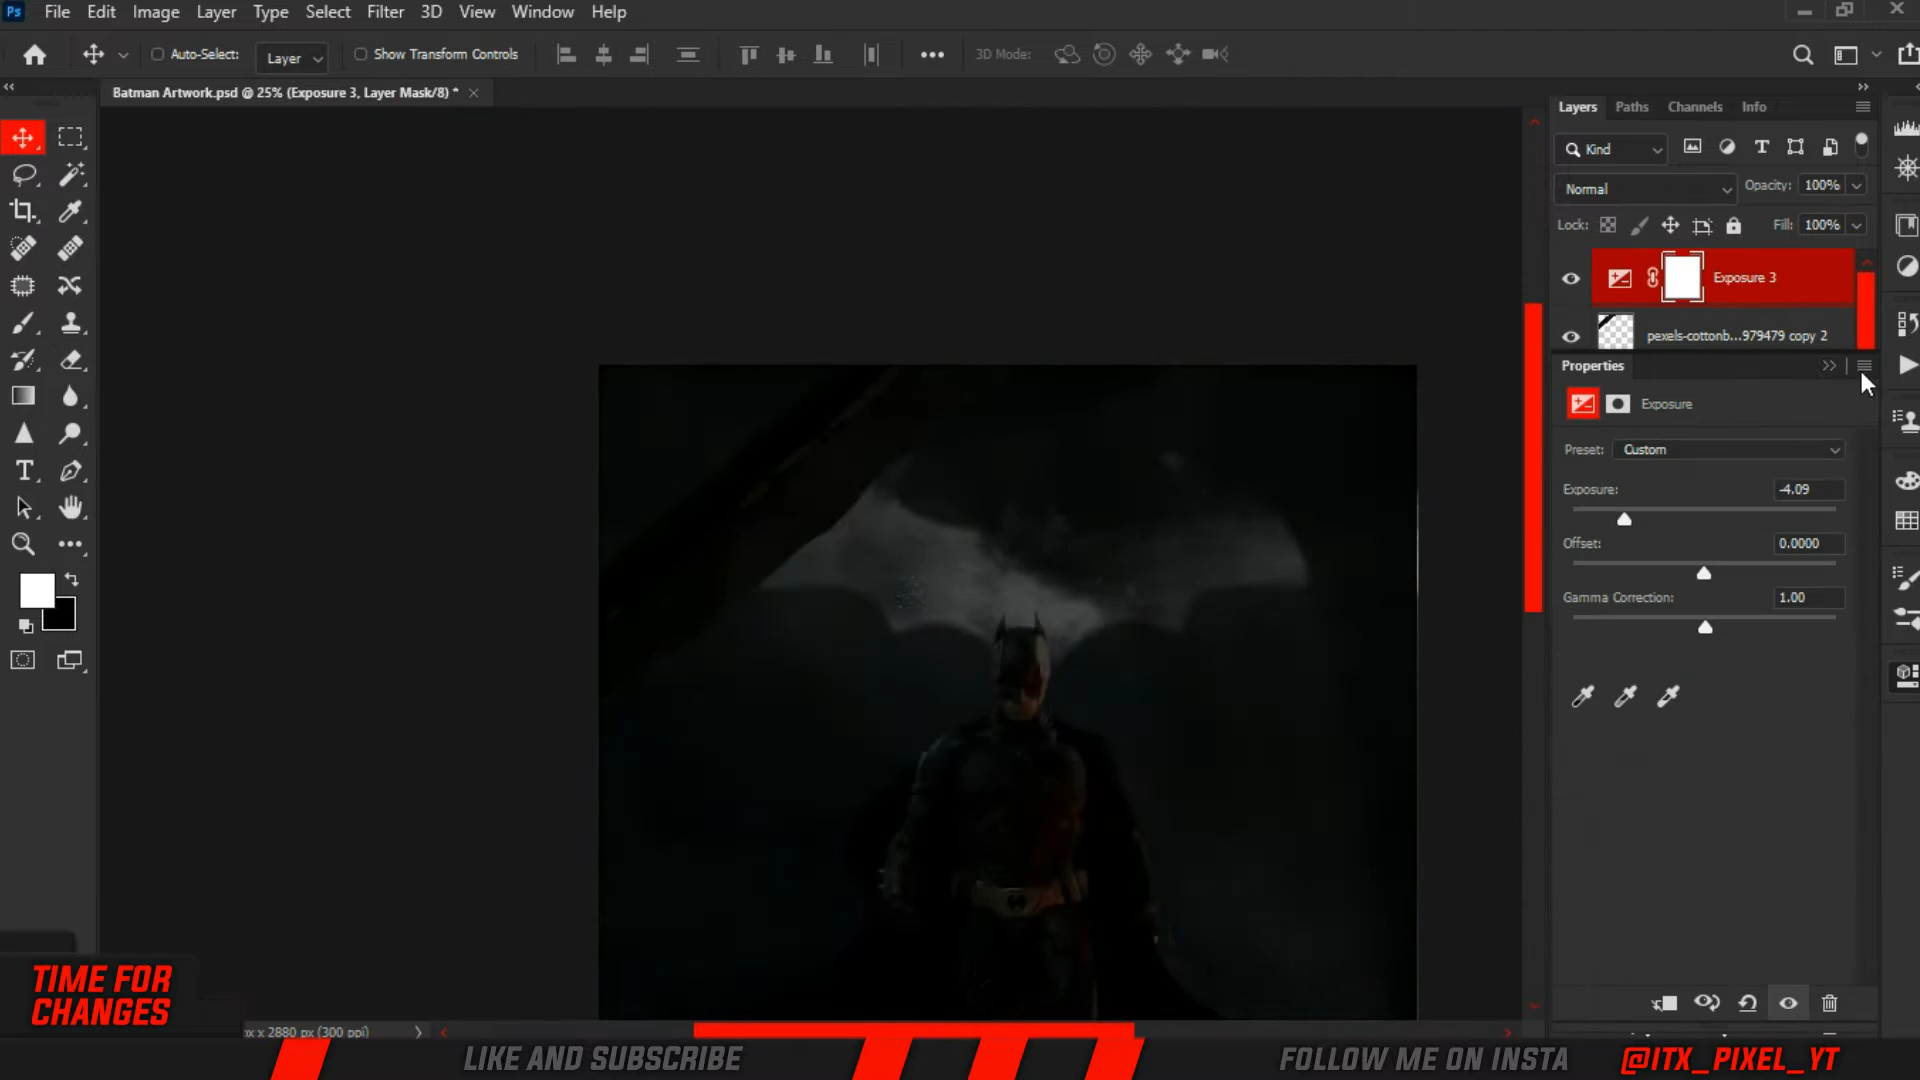 Ps File Edit Image Layer Type Select Filter 3D View Window Help
Auto-Select: Layer Show Transform Controls 3D Mode:
Batman Artwork.psd @ 25% (Exposure 3, Layer Mask/8) *
Layers Paths Channels Info
Kind
Normal Opacity: 100%
Lock: Fill: 100%
Exposure 3
pexels-cottonb...979479 copy 2
Properties
Exposure
Preset: Custom
Exposure: -4.09
Offset: 0.0000
Gamma Correction: 1.00
TIME FOR
CHANGES
px x 2880 px (300 ppi)
LIKE AND SUBSCRIBE
FOLLOW ME ON INSTA @ITX_PIXEL_YT